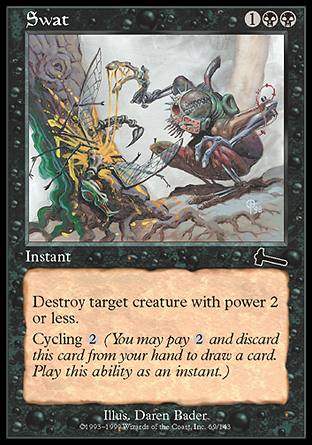 Swat 1
Instant
Destroy target creature with power 2
or less.
Cycling 2 (You may pay 2 and discard
this card from your hand to draw a card.
Play this ability as an instant.)
Illus. Daren Bader
©1993–1999 Wizards of the Coast, Inc. 69/143